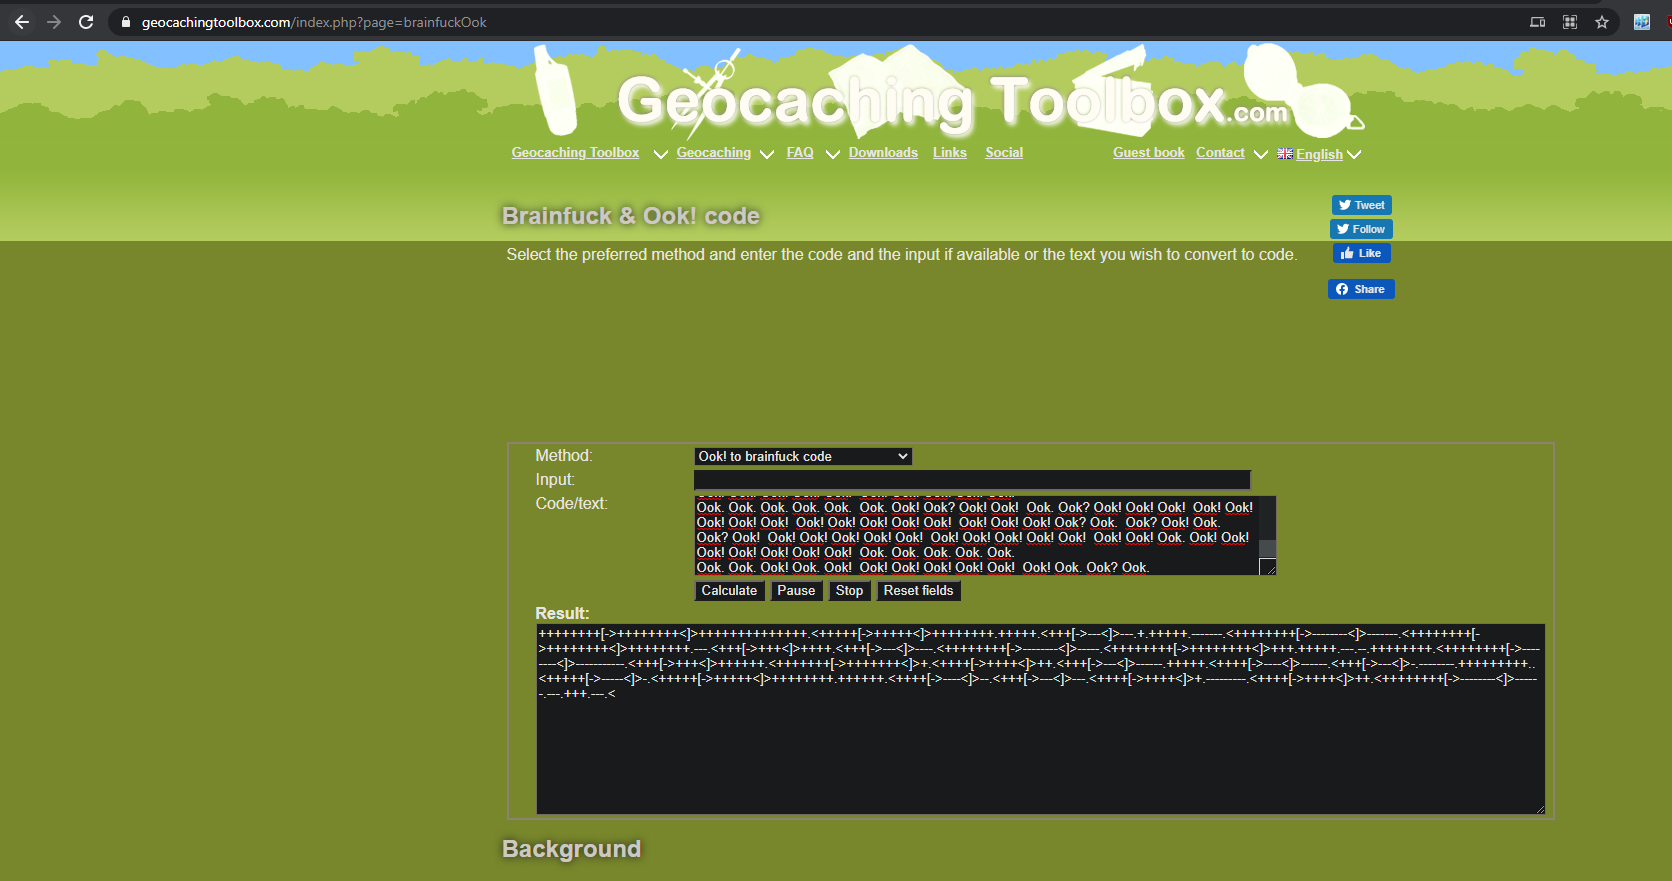 geocachingtoolbox.com/index.php?page=brainfuckOok
Geocaching Toolbox.com
Geocaching Toolbox Geocaching FAQ Downloads Links Social Guest book Contact English
Brainfuck & Ook! code
Tweet
Follow
Like
Share
Select the preferred method and enter the code and the input if available or the text you wish to convert to code.
Method: Ook! to brainfuck code
Input:
Code/text:
Ook. Ook. Ook. Ook. Ook. Ook. Ook! Ook? Ook! Ook! Ook. Ook? Ook! Ook! Ook! Ook! Ook!
Ook! Ook! Ook! Ook! Ook! Ook! Ook! Ook! Ook! Ook! Ook! Ook? Ook. Ook? Ook! Ook.
Ook? Ook! Ook! Ook! Ook! Ook! Ook! Ook! Ook! Ook! Ook! Ook! Ook! Ook! Ook. Ook! Ook!
Ook! Ook! Ook! Ook! Ook! Ook. Ook. Ook. Ook. Ook.
Ook. Ook. Ook! Ook. Ook! Ook! Ook! Ook! Ook! Ook! Ook! Ook. Ook? Ook.
Calculate Pause Stop Reset fields
Result:
++++++++[->++++++++<]>++++++++++++++.<+++++[->+++++<]>++++++++.+++++.<+++[->---<]>---.+.+++++.-------.<++++++++[->--------<]>-------.<++++++++[-
>++++++++<]>++++++++.---.<+++[->+++<]>++++.<+++[->---<]>----.<++++++++[->--------<]>-----.<++++++++[->++++++++<]>+++.+++++.---.--.++++++++.<++++++++[->----
----<]>-----------.<+++[->+++<]>++++++.<+++++++[->+++++++<]>+.<++++[->++++<]>++.<+++[->---<]>------.+++++.<++++[->----<]>------.<+++[->---<]>-.--------.+++++++++..
<+++++[->-----<]>-.<+++++[->+++++<]>++++++++.++++++.<++++[->----<]>--.<+++[->---<]>---.<++++[->++++<]>+.---------.<++++[->++++<]>++.<++++++++[->--------<]>-----
-.---.+++.---.<
Background